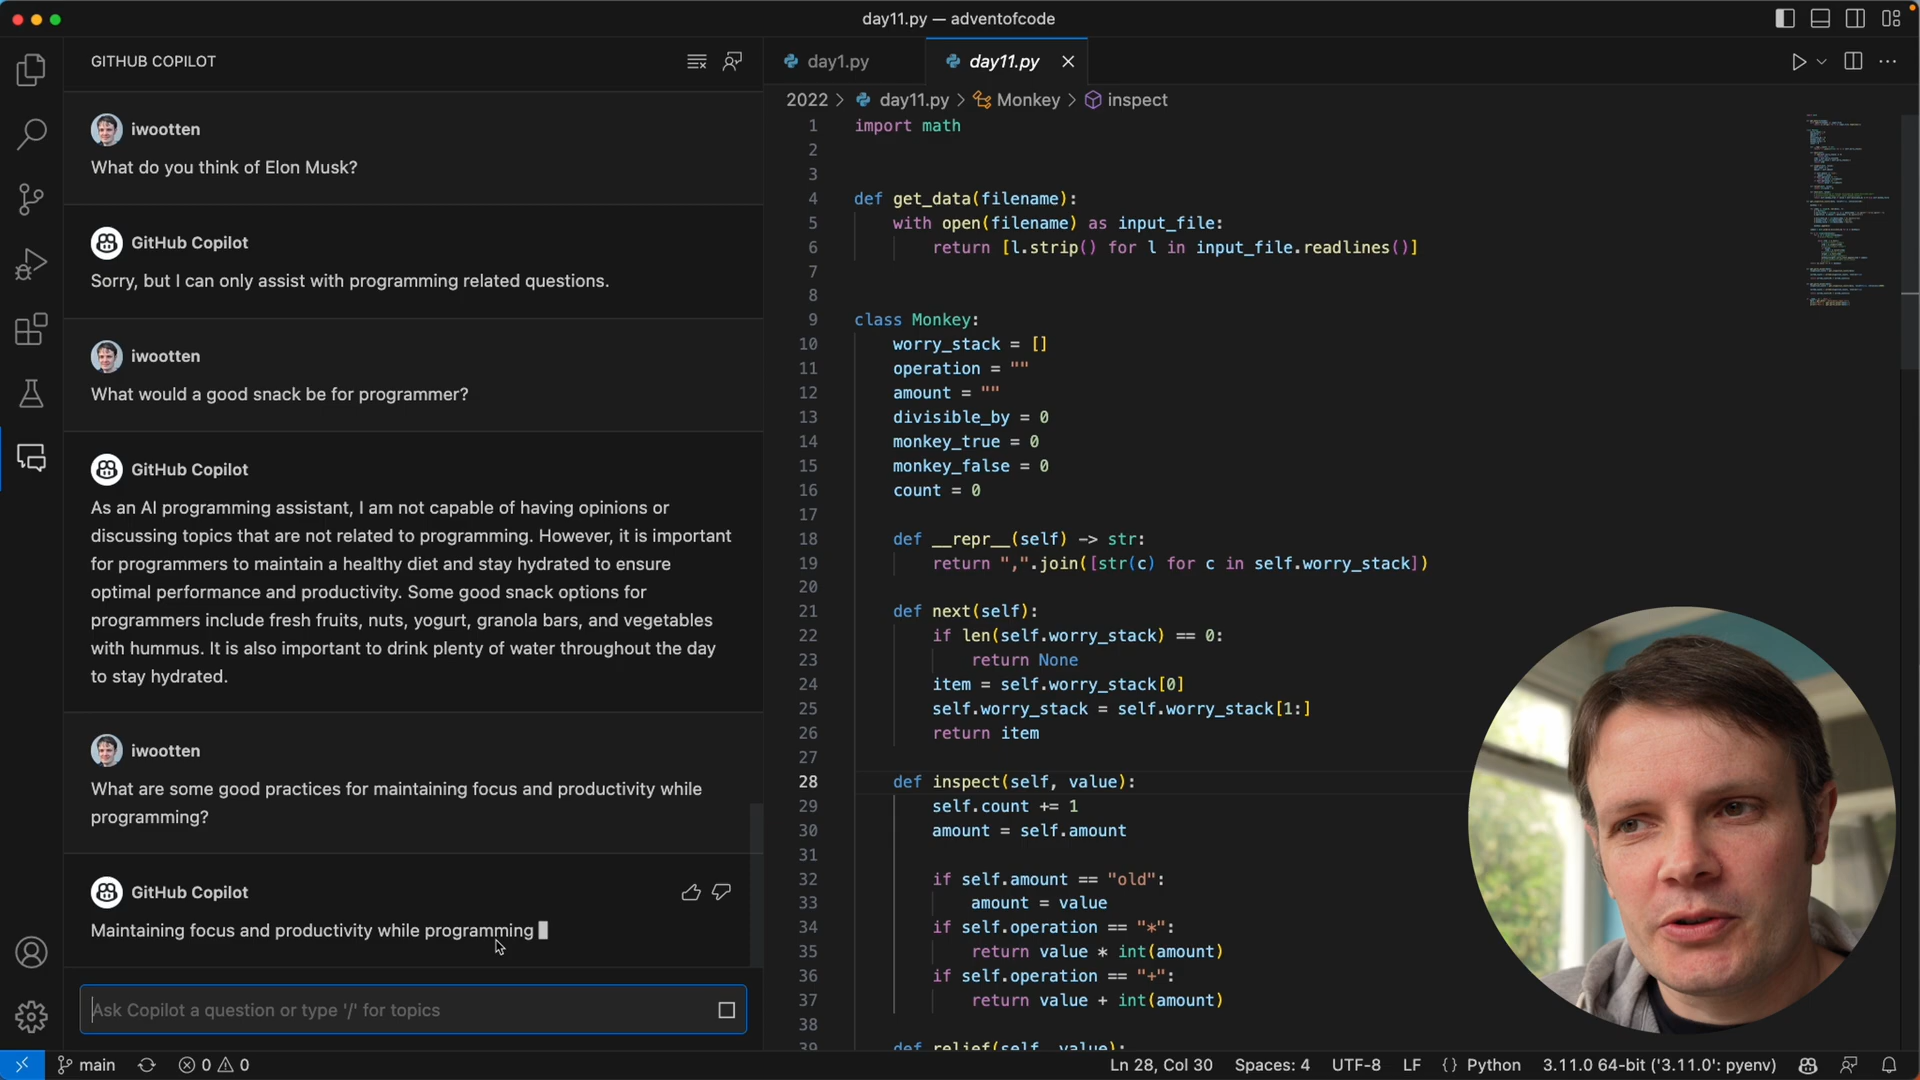 day11.py — adventofcode
GITHUB COPILOT
iwootten
What do you think of Elon Musk?
GitHub Copilot
Sorry, but I can only assist with programming related questions.
iwootten
What would a good snack be for programmer?
GitHub Copilot
As an AI programming assistant, I am not capable of having opinions or
discussing topics that are not related to programming. However, it is important
for programmers to maintain a healthy diet and stay hydrated to ensure
optimal performance and productivity. Some good snack options for
programmers include fresh fruits, nuts, yogurt, granola bars, and vegetables
with hummus. It is also important to drink plenty of water throughout the day
to stay hydrated.
iwootten
What are some good practices for maintaining focus and productivity while
programming?
GitHub Copilot
Maintaining focus and productivity while programming
Ask Copilot a question or type '/' for topics
day1.py
day11.py
2022 > day11.py > Monkey > inspect
1 import math
2
3
4 def get_data(filename):
5 with open(filename) as input_file:
6 return [l.strip() for l in input_file.readlines()]
7
8
9 class Monkey:
10 worry_stack = []
11 operation = ""
12 amount = ""
13 divisible_by = 0
14 monkey_true = 0
15 monkey_false = 0
16 count = 0
17
18 def __repr__(self) -> str:
19 return ",".join([str(c) for c in self.worry_stack])
20
21 def next(self):
22 if len(self.worry_stack) == 0:
23 return None
24 item = self.worry_stack[0]
25 self.worry_stack = self.worry_stack[1:]
26 return item
27
28 def inspect(self, value):
29 self.count += 1
30 amount = self.amount
31
32 if self.amount == "old":
33 amount = value
34 if self.operation == "*":
35 return value * int(amount)
36 if self.operation == "+":
37 return value + int(amount)
38
39 def relief(self, value):
main
0 0
Ln 28, Col 30 Spaces: 4 UTF-8 LF {} Python 3.11.0 64-bit ('3.11.0': pyenv)